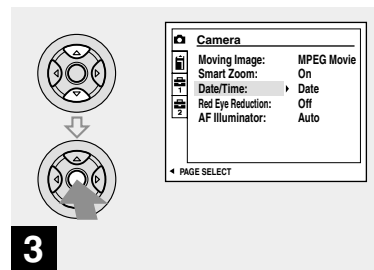 Camera
Moving Image: MPEG Movie
Smart Zoom: On
1
Date/Time: Date
2
Red Eye Reduction: Off
AF Illuminator: Auto
PAGE SELECT
3